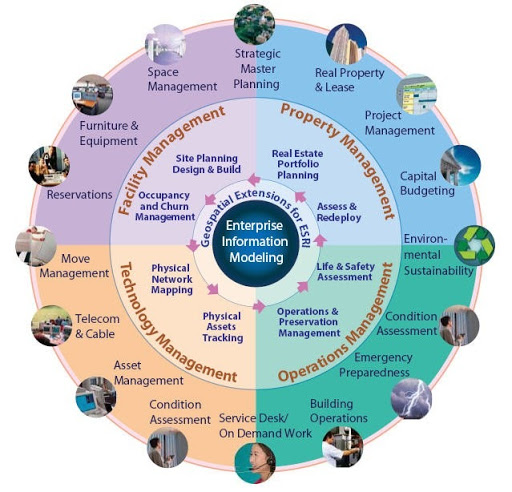 Strategic
Master
Planning
Real Property
& Lease
Project
Management
Capital
Budgeting
Environ-
mental
Sustainability
Condition
Assessment
Emergency
Preparedness
Building
Operations
Service Desk/
On Demand Work
Condition
Assessment
Asset
Management
Telecom
& Cable
Move
Management
Reservations
Furniture &
Equipment
Space
Management
Facility Management
Property Management
Operations Management
Technology Management
Site Planning
Design & Build
Real Estate
Portfolio
Planning
Assess &
Redeploy
Life & Safety
Assessment
Operations &
Preservation
Management
Physical
Assets
Tracking
Physical
Network
Mapping
Occupancy
and Churn
Management
Geospatial Extensions for ESRI
Enterprise
Information
Modeling